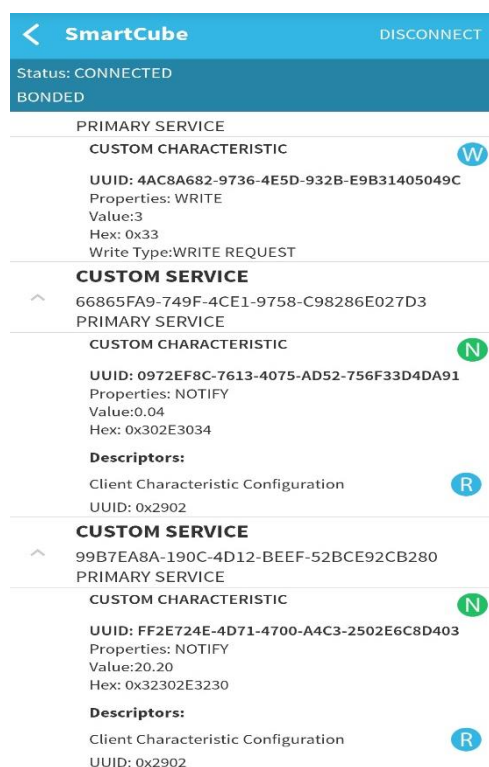 SmartCube DISCONNECT
Status: CONNECTED
BONDED
PRIMARY SERVICE
CUSTOM CHARACTERISTIC
W
UUID: 4AC8A682-9736-4E5D-932B-E9B31405049C
Properties: WRITE
Value:3
Hex: 0x33
Write Type:WRITE REQUEST
CUSTOM SERVICE
66865FA9-749F-4CE1-9758-C98286E027D3
PRIMARY SERVICE
CUSTOM CHARACTERISTIC
N
UUID: 0972EF8C-7613-4075-AD52-756F33D4DA91
Properties: NOTIFY
Value:0.04
Hex: 0x302E3034
Descriptors:
Client Characteristic Configuration R
UUID: 0x2902
CUSTOM SERVICE
99B7EA8A-190C-4D12-BEEF-52BCE92CB280
PRIMARY SERVICE
CUSTOM CHARACTERISTIC
N
UUID: FF2E724E-4D71-4700-A4C3-2502E6C8D403
Properties: NOTIFY
Value:20.20
Hex: 0x32302E3230
Descriptors:
Client Characteristic Configuration R
UUID: 0x2902